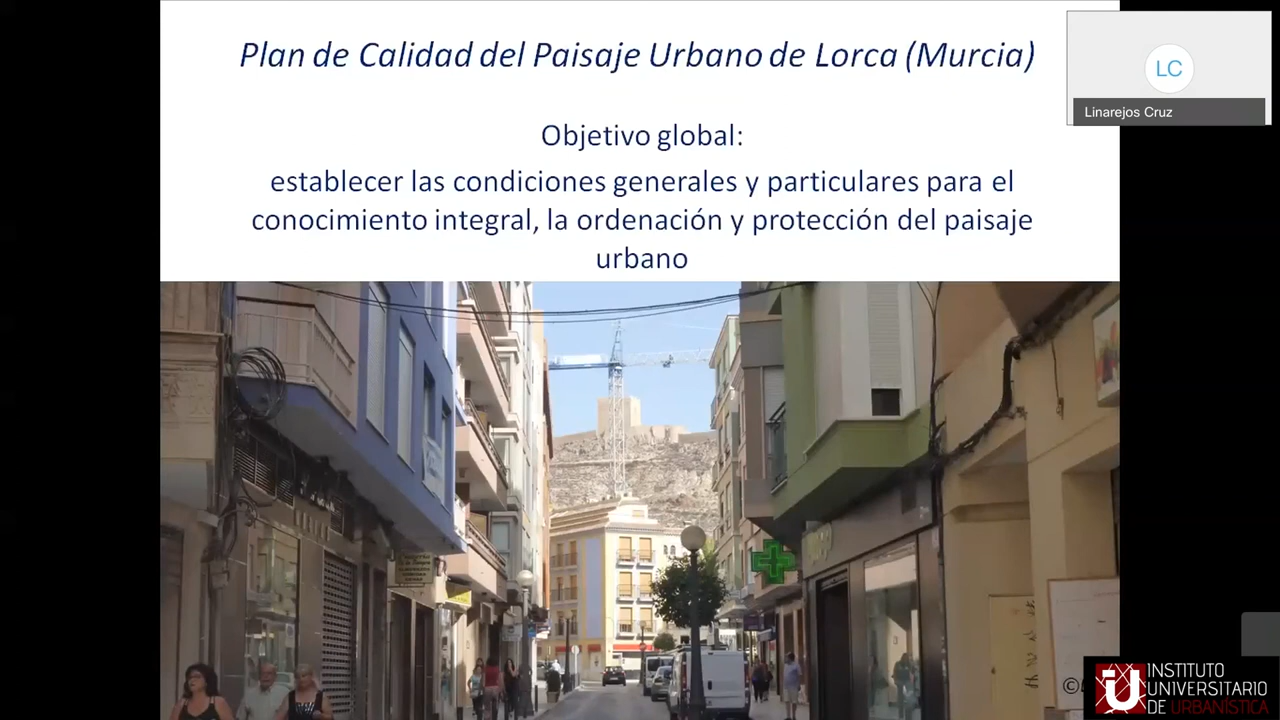 Plan de Calidad del Paisaje Urbano de Lorca (Murcia)
LC
Linarejos Cruz
Objetivo global:
establecer las condiciones generales y particulares para el
conocimiento integral, la ordenación y protección del paisaje
urbano
©
INSTITUTO
UNIVERSITARIO
DE URBANÍSTICA